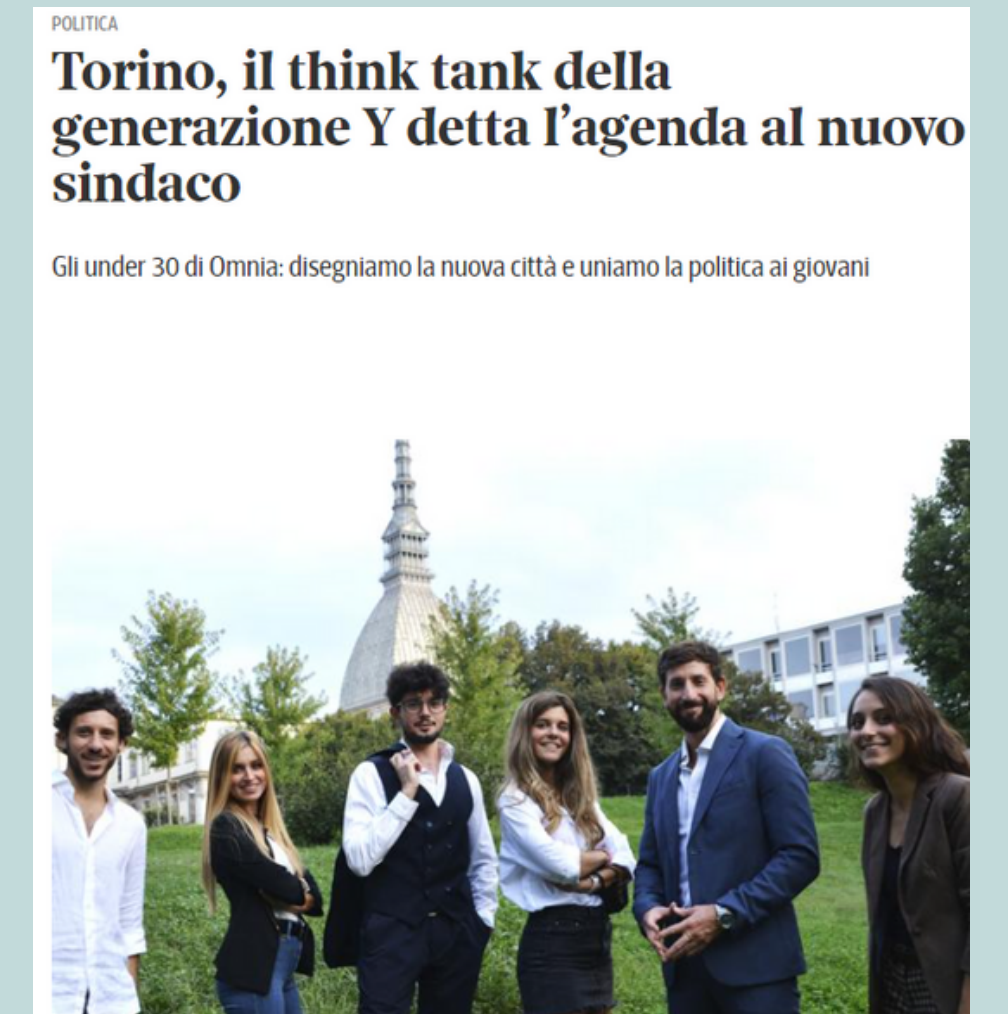 POLITICA
Torino, il think tank della
generazione Y detta l’agenda al nuovo
sindaco
Gli under 30 di Omnia: disegniamo la nuova città e uniamo la politica ai giovani